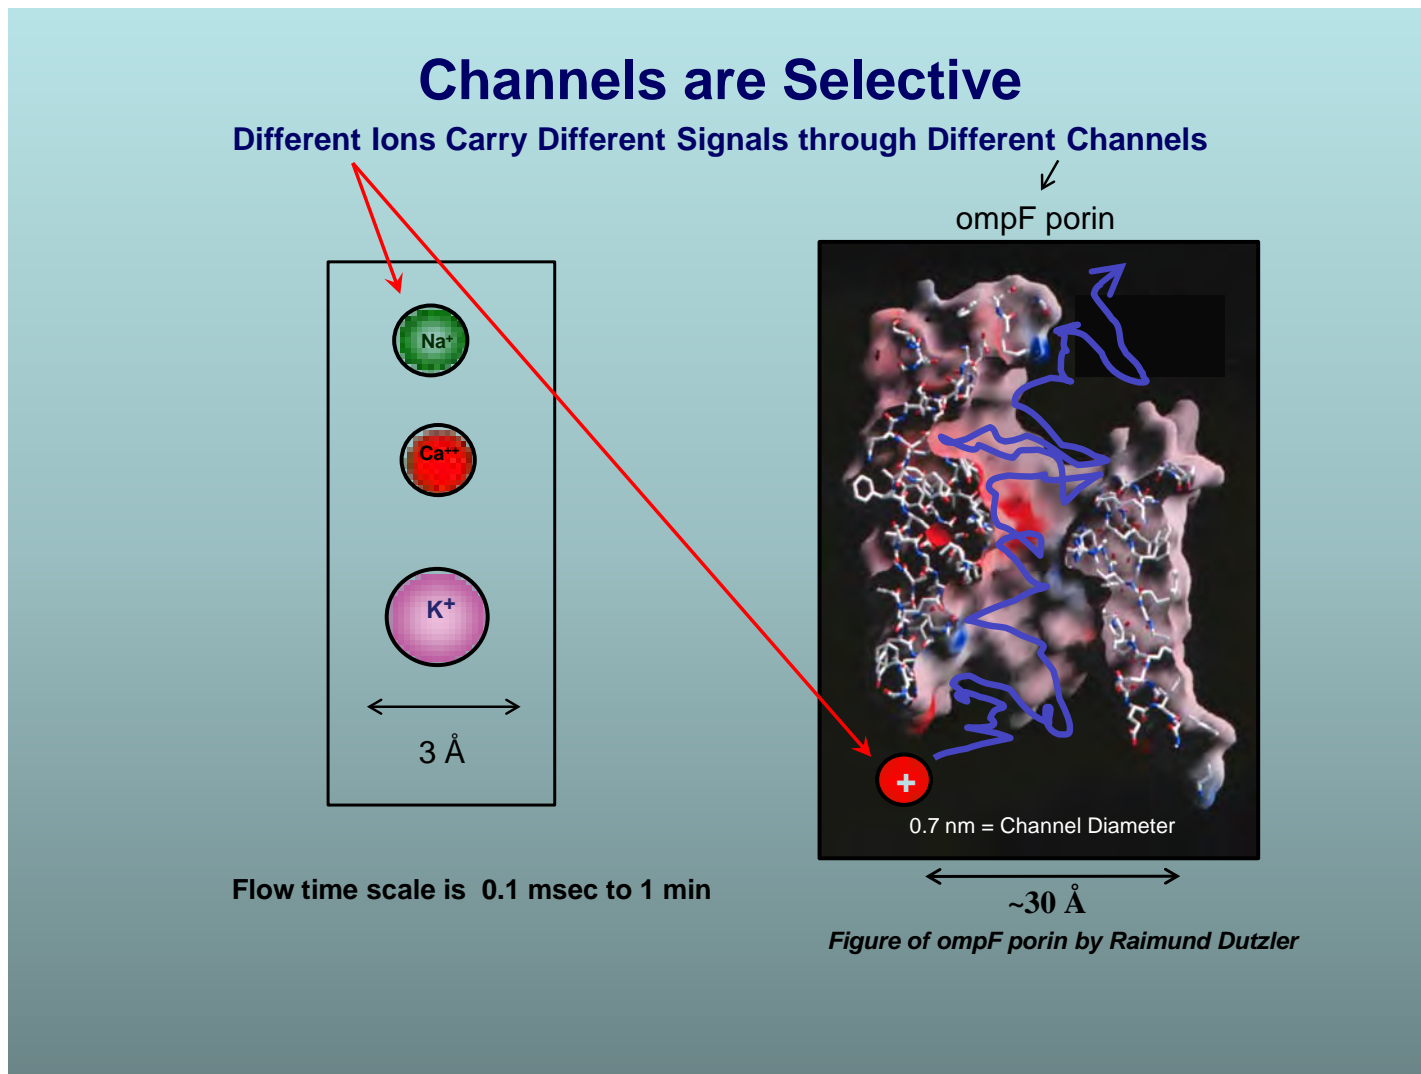 Channels are Selective
Different Ions Carry Different Signals through Different Channels
ompF porin
Na⁺
Ca⁺⁺
K⁺
3 Å
+
0.7 nm = Channel Diameter
Flow time scale is 0.1 msec to 1 min
~30 Å
Figure of ompF porin by Raimund Dutzler